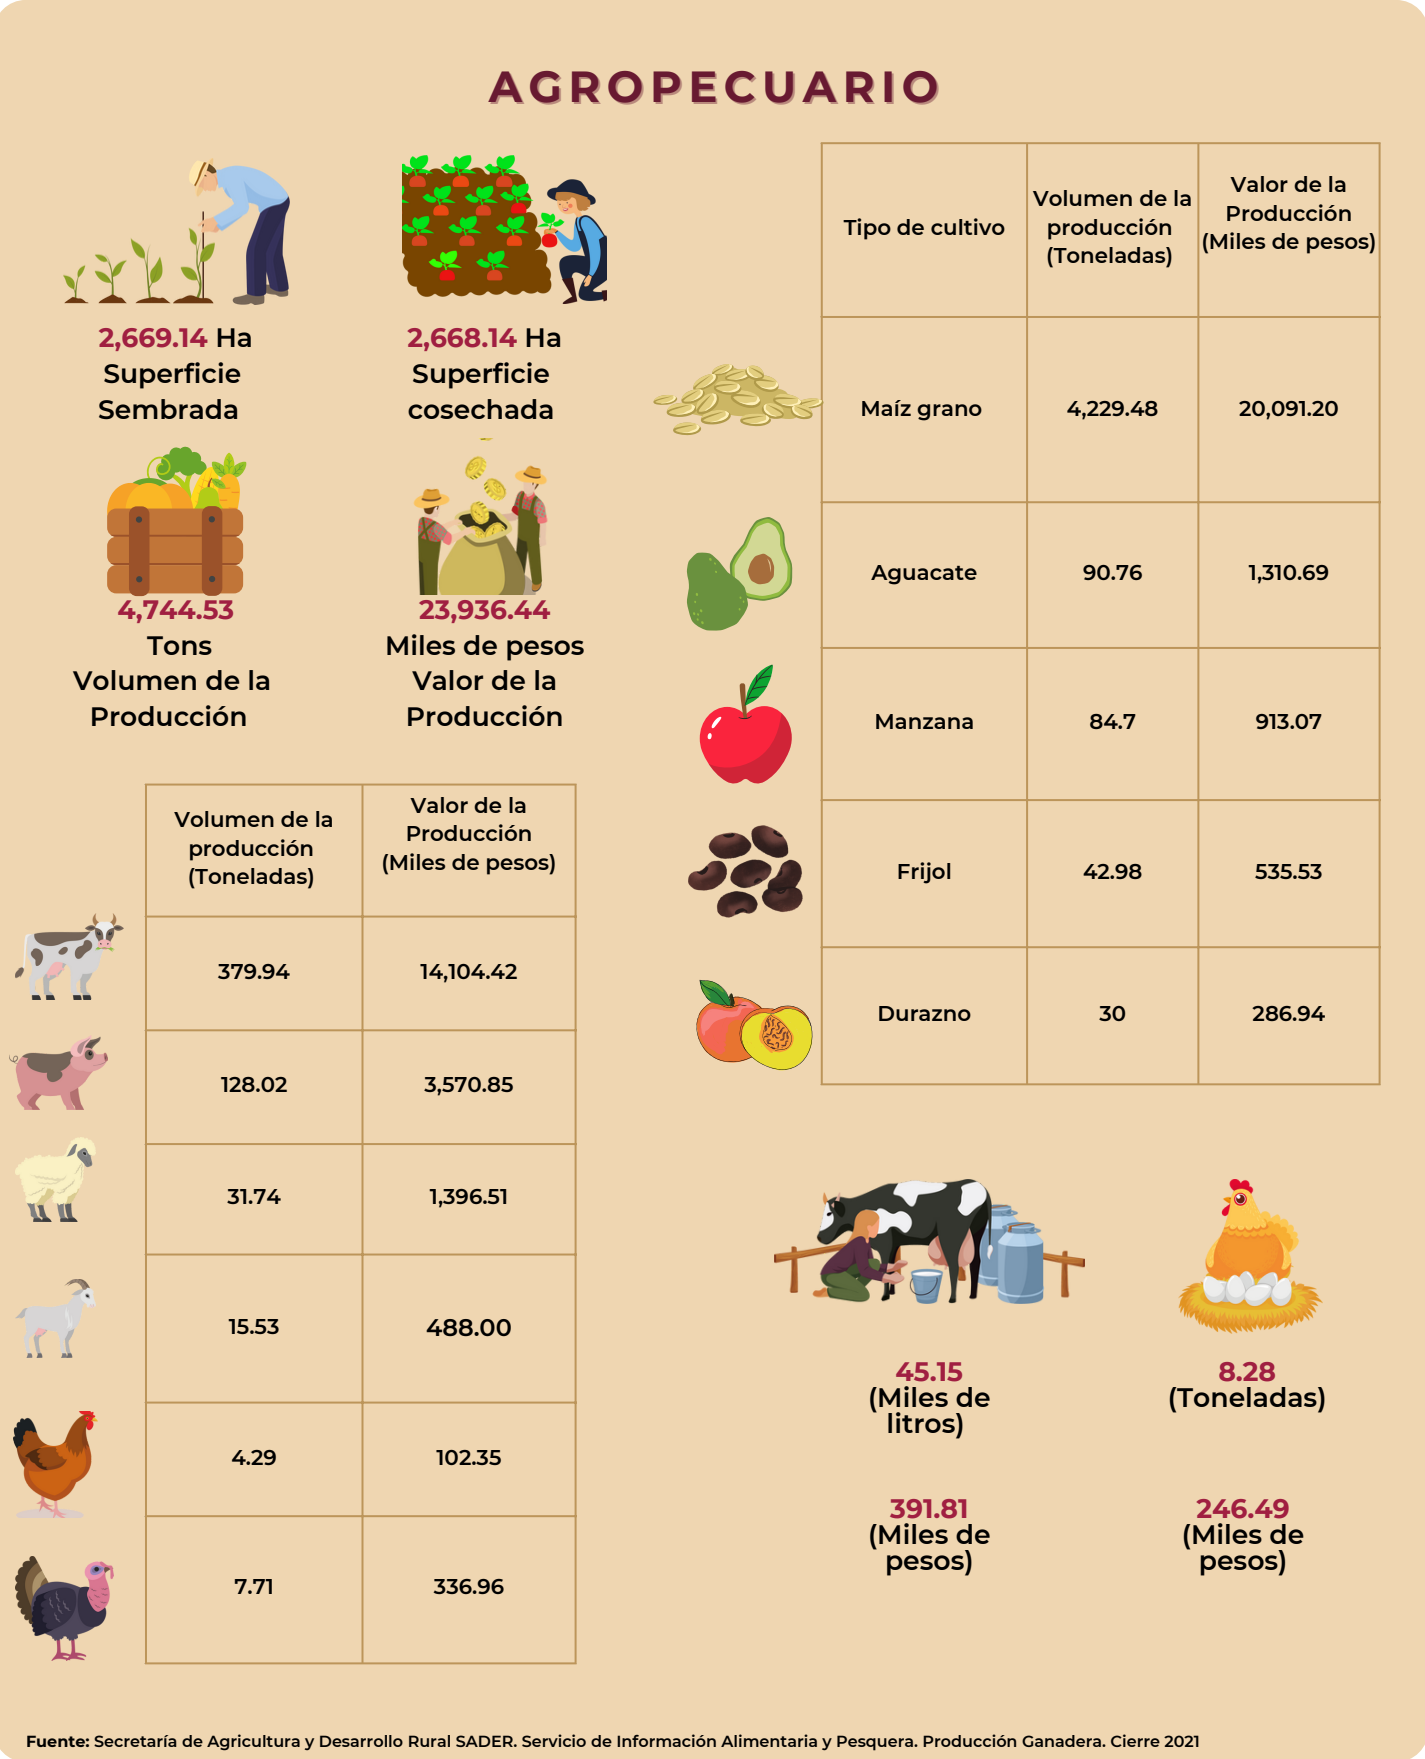 AGROPECUARIO
2,669.14 Ha
Superficie
Sembrada
2,668.14 Ha
Superficie
cosechada
4,744.53
Tons
Volumen de la
Producción
23,936.44
Miles de pesos
Valor de la
Producción
Tipo de cultivo
Volumen de la
producción
(Toneladas)
Valor de la
Producción
(Miles de pesos)
Maíz grano 4,229.48 20,091.20
Aguacate 90.76 1,310.69
Manzana 84.7 913.07
Frijol 42.98 535.53
Durazno 30 286.94
Volumen de la
producción
(Toneladas)
Valor de la
Producción
(Miles de pesos)
379.94 14,104.42
128.02 3,570.85
31.74 1,396.51
15.53 488.00
4.29 102.35
7.71 336.96
45.15
(Miles de
litros)
391.81
(Miles de
pesos)
8.28
(Toneladas)
246.49
(Miles de
pesos)
Fuente: Secretaría de Agricultura y Desarrollo Rural SADER. Servicio de Información Alimentaria y Pesquera. Producción Ganadera. Cierre 2021